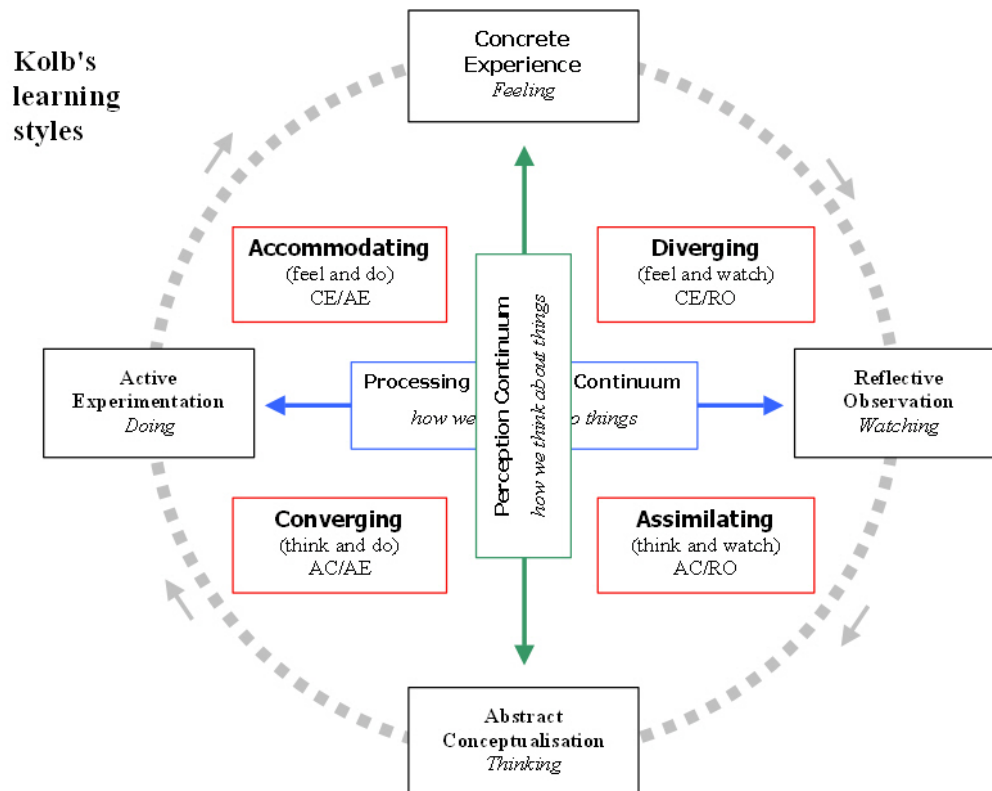 Kolb's
learning
styles
Concrete
Experience
Feeling
Accommodating
(feel and do)
CE/AE
Diverging
(feel and watch)
CE/RO
Active
Experimentation
Doing
Processing
Continuum
how we
things
Perception Continuum
how we think about things
Reflective
Observation
Watching
Converging
(think and do)
AC/AE
Assimilating
(think and watch)
AC/RO
Abstract
Conceptualisation
Thinking